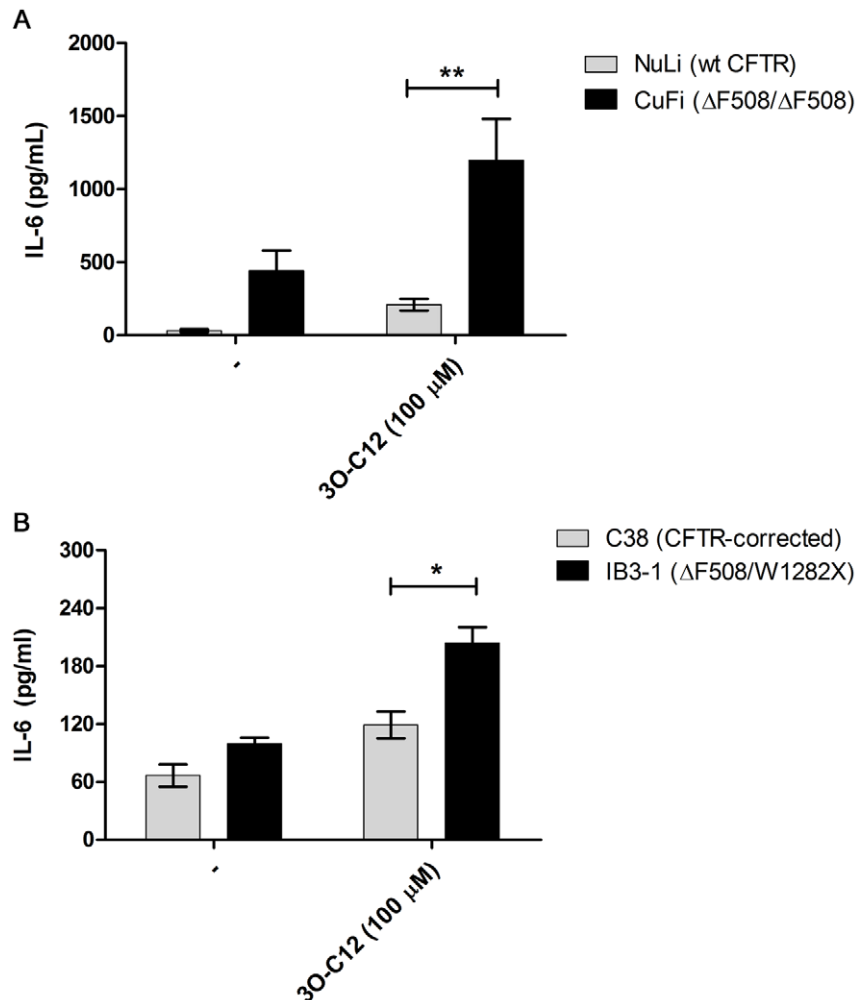 A
2000
1500
1000
500
0
IL-6 (pg/mL)
**
NuLi (wt CFTR)
CuFi (ΔF508/ΔF508)
-
3O-C12 (100 μM)
B
300
240
180
120
60
0
IL-6 (pg/ml)
*
C38 (CFTR-corrected)
IB3-1 (ΔF508/W1282X)
-
3O-C12 (100 μM)